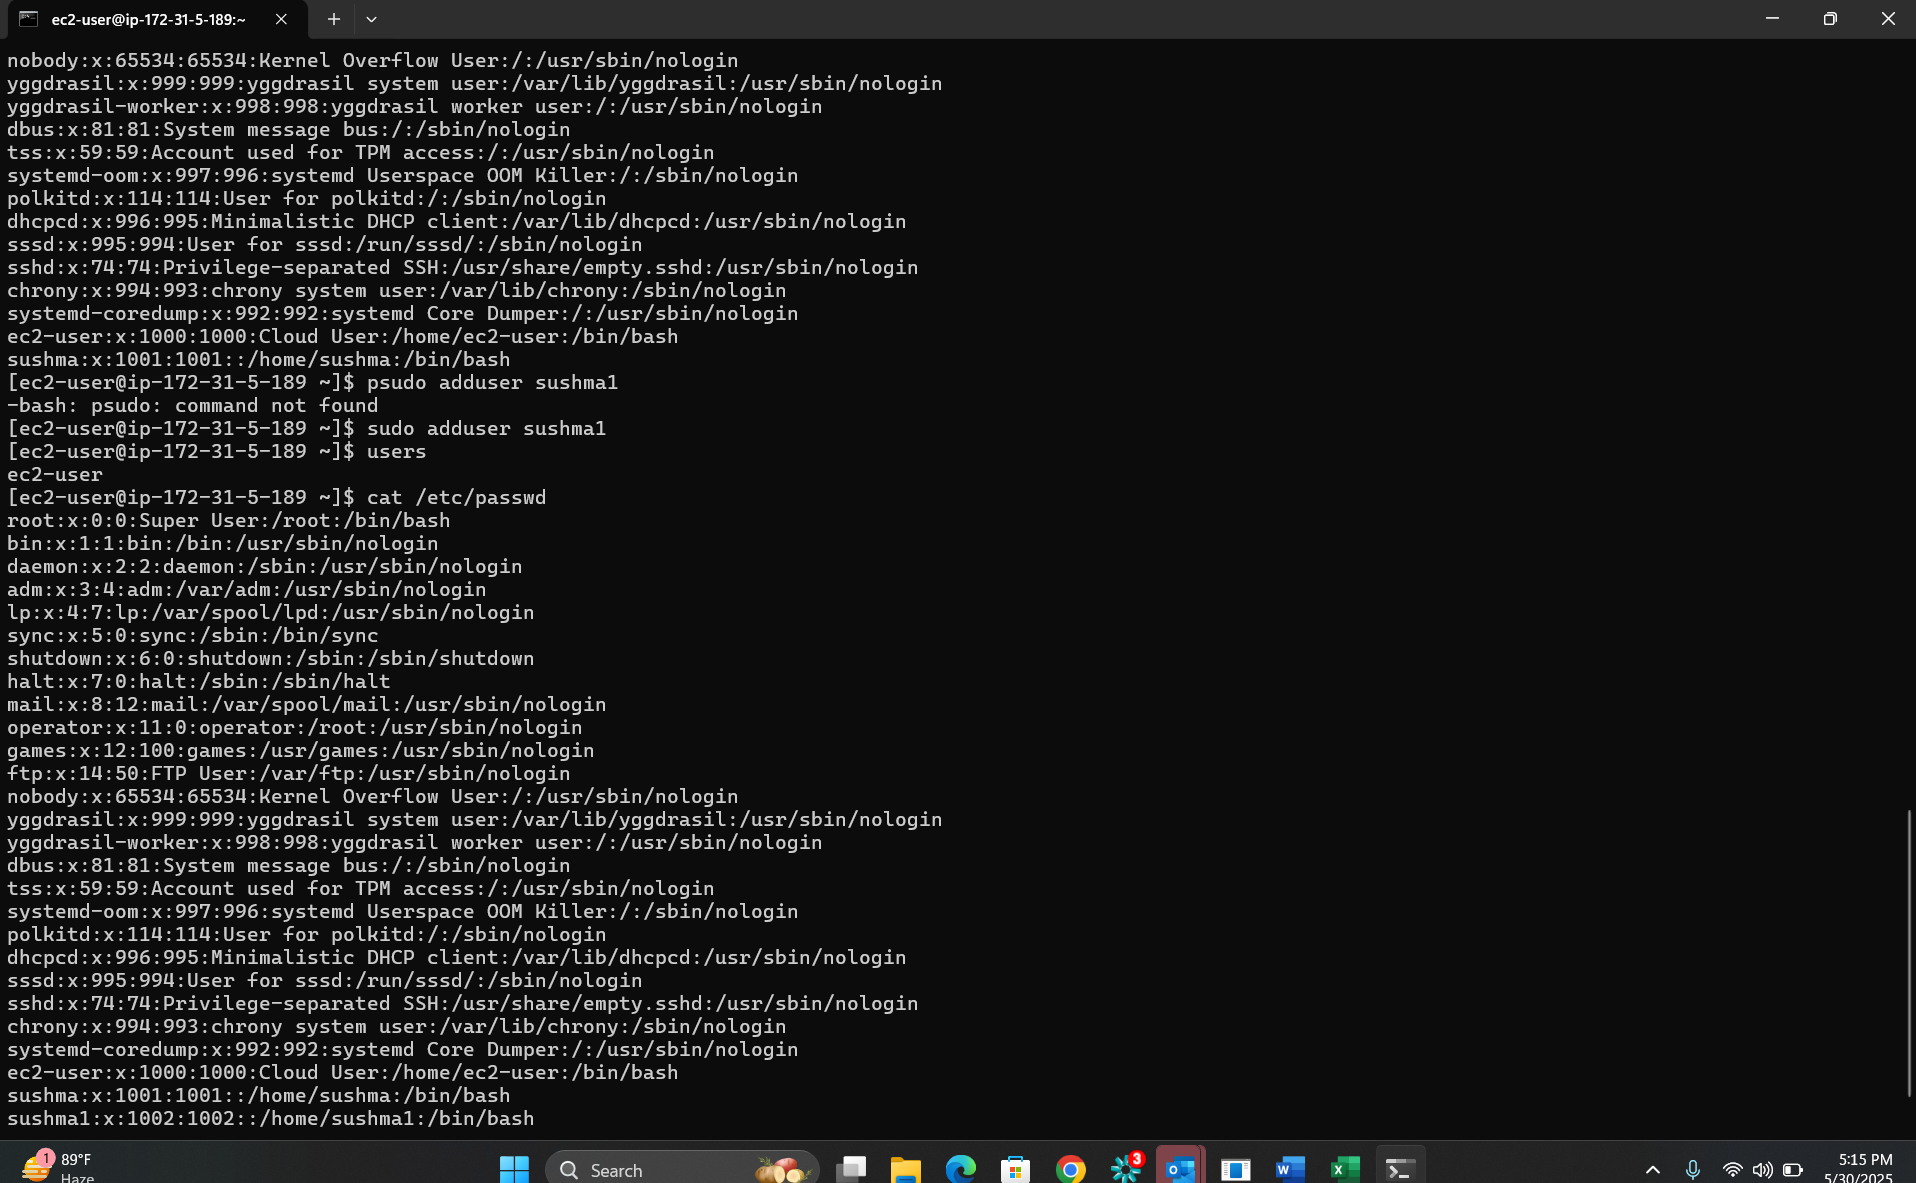 ec2-user@ip-172-31-5-189:~
nobody:x:65534:65534:Kernel Overflow User:/:/usr/sbin/nologin
yggdrasil:x:999:999:yggdrasil system user:/var/lib/yggdrasil:/usr/sbin/nologin
yggdrasil-worker:x:998:998:yggdrasil worker user:/:/usr/sbin/nologin
dbus:x:81:81:System message bus:/:/sbin/nologin
tss:x:59:59:Account used for TPM access:/:/usr/sbin/nologin
systemd-oom:x:997:996:systemd Userspace OOM Killer:/:/sbin/nologin
polkitd:x:114:114:User for polkitd:/:/sbin/nologin
dhcpcd:x:996:995:Minimalistic DHCP client:/var/lib/dhcpcd:/usr/sbin/nologin
sssd:x:995:994:User for sssd:/run/sssd/:/sbin/nologin
sshd:x:74:74:Privilege-separated SSH:/usr/share/empty.sshd:/usr/sbin/nologin
chrony:x:994:993:chrony system user:/var/lib/chrony:/sbin/nologin
systemd-coredump:x:992:992:systemd Core Dumper:/:/usr/sbin/nologin
ec2-user:x:1000:1000:Cloud User:/home/ec2-user:/bin/bash
sushma:x:1001:1001::/home/sushma:/bin/bash
[ec2-user@ip-172-31-5-189 ~]$ psudo adduser sushma1
-bash: psudo: command not found
[ec2-user@ip-172-31-5-189 ~]$ sudo adduser sushma1
[ec2-user@ip-172-31-5-189 ~]$ users
ec2-user
[ec2-user@ip-172-31-5-189 ~]$ cat /etc/passwd
root:x:0:0:Super User:/root:/bin/bash
bin:x:1:1:bin:/bin:/usr/sbin/nologin
daemon:x:2:2:daemon:/sbin:/usr/sbin/nologin
adm:x:3:4:adm:/var/adm:/usr/sbin/nologin
lp:x:4:7:lp:/var/spool/lpd:/usr/sbin/nologin
sync:x:5:0:sync:/sbin:/bin/sync
shutdown:x:6:0:shutdown:/sbin:/sbin/shutdown
halt:x:7:0:halt:/sbin:/sbin/halt
mail:x:8:12:mail:/var/spool/mail:/usr/sbin/nologin
operator:x:11:0:operator:/root:/usr/sbin/nologin
games:x:12:100:games:/usr/games:/usr/sbin/nologin
ftp:x:14:50:FTP User:/var/ftp:/usr/sbin/nologin
nobody:x:65534:65534:Kernel Overflow User:/:/usr/sbin/nologin
yggdrasil:x:999:999:yggdrasil system user:/var/lib/yggdrasil:/usr/sbin/nologin
yggdrasil-worker:x:998:998:yggdrasil worker user:/:/usr/sbin/nologin
dbus:x:81:81:System message bus:/:/sbin/nologin
tss:x:59:59:Account used for TPM access:/:/usr/sbin/nologin
systemd-oom:x:997:996:systemd Userspace OOM Killer:/:/sbin/nologin
polkitd:x:114:114:User for polkitd:/:/sbin/nologin
dhcpcd:x:996:995:Minimalistic DHCP client:/var/lib/dhcpcd:/usr/sbin/nologin
sssd:x:995:994:User for sssd:/run/sssd/:/sbin/nologin
sshd:x:74:74:Privilege-separated SSH:/usr/share/empty.sshd:/usr/sbin/nologin
chrony:x:994:993:chrony system user:/var/lib/chrony:/sbin/nologin
systemd-coredump:x:992:992:systemd Core Dumper:/:/usr/sbin/nologin
ec2-user:x:1000:1000:Cloud User:/home/ec2-user:/bin/bash
sushma:x:1001:1001::/home/sushma:/bin/bash
sushma1:x:1002:1002::/home/sushma1:/bin/bash
1
89°F
Haze
Search
3
5:15 PM
5/30/2025